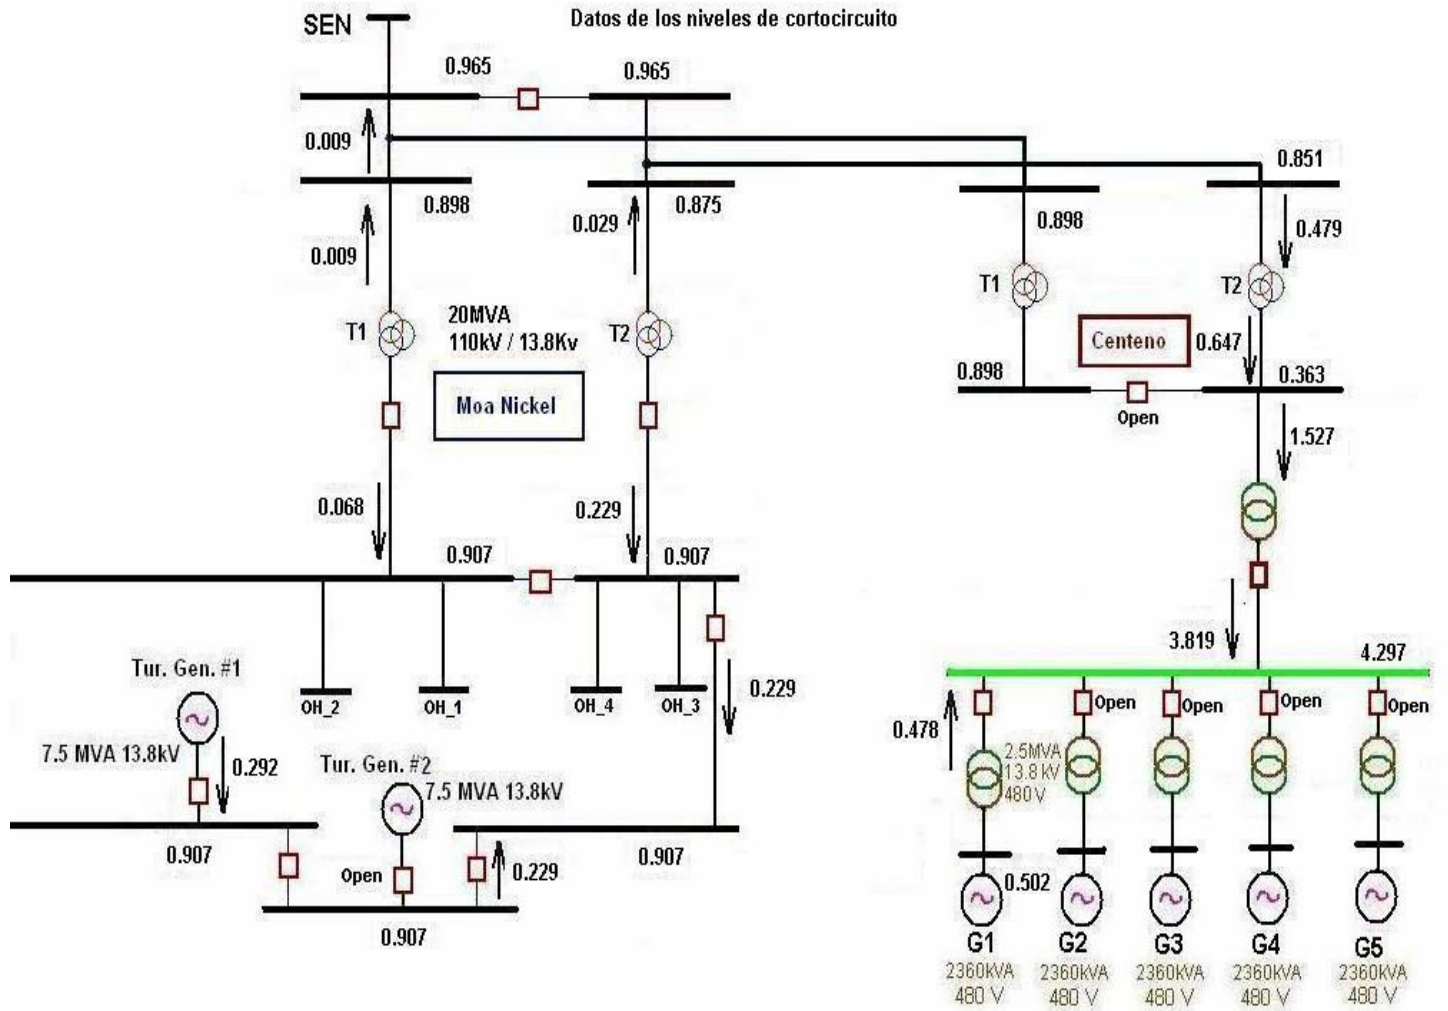 Datos de los niveles de cortocircuito
SEN
0.965
0.965
0.009
0.898
0.875
0.851
0.898
0.009
0.029
0.479
T1
20MVA
110kV / 13.8Kv
T2
T1
T2
Centeno
0.647
Moa Nickel
0.898
0.363
Open
1.527
0.068
0.229
0.907
0.907
3.819
4.297
Tur. Gen. #1
OH_2
OH_1
OH_4
OH_3
0.229
7.5 MVA 13.8kV
0.292
Tur. Gen. #2
7.5 MVA 13.8kV
0.478
Open
Open
Open
Open
2.5MVA
13.8 kV
480 V
0.907
0.907
Open
0.229
0.907
0.502
G1
G2
G3
G4
G5
2360kVA
2360kVA
2360kVA
2360kVA
2360kVA
480 V
480 V
480 V
480 V
480 V